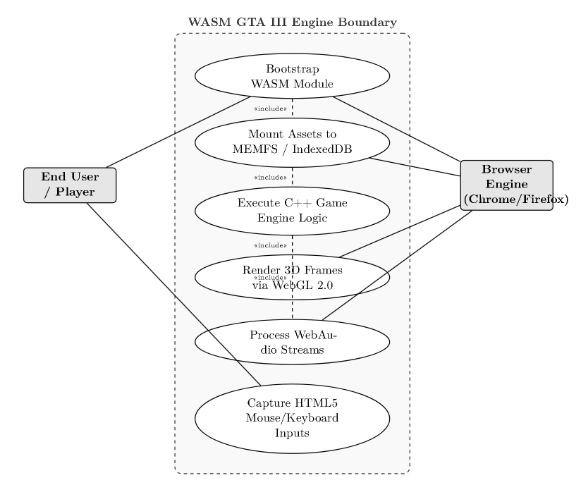 WASM GTA III Engine Boundary
Bootstrap
WASM Module
«include»
Mount Assets to
MEMFS / IndexedDB
End User
/ Player
Browser
Engine
(Chrome/Firefox)
«include»
Execute C++ Game
Engine Logic
«include»
Render 3D Frames
«include»
via WebGL 2.0
Process WebAu-
dio Streams
Capture HTML5
Mouse/Keyboard
Inputs